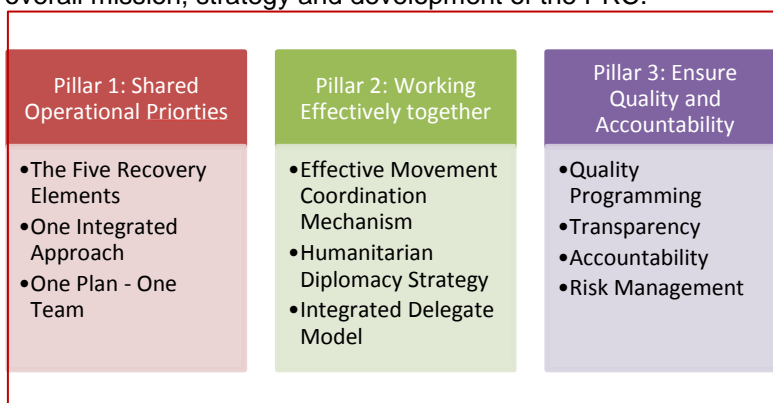 overall mission, strategy and development of the PRC.
Pillar 1: Shared
Operational Priorties
•The Five Recovery
Elements
•One Integrated
Approach
•One Plan - One
Team
Pillar 2: Working
Effectively together
•Effective Movement
Coordination
Mechanism
•Humanitarian
Diplomacy Strategy
•Integrated Delegate
Model
Pillar 3: Ensure
Quality and
Accountability
•Quality
Programming
•Transparency
•Accountability
•Risk Management